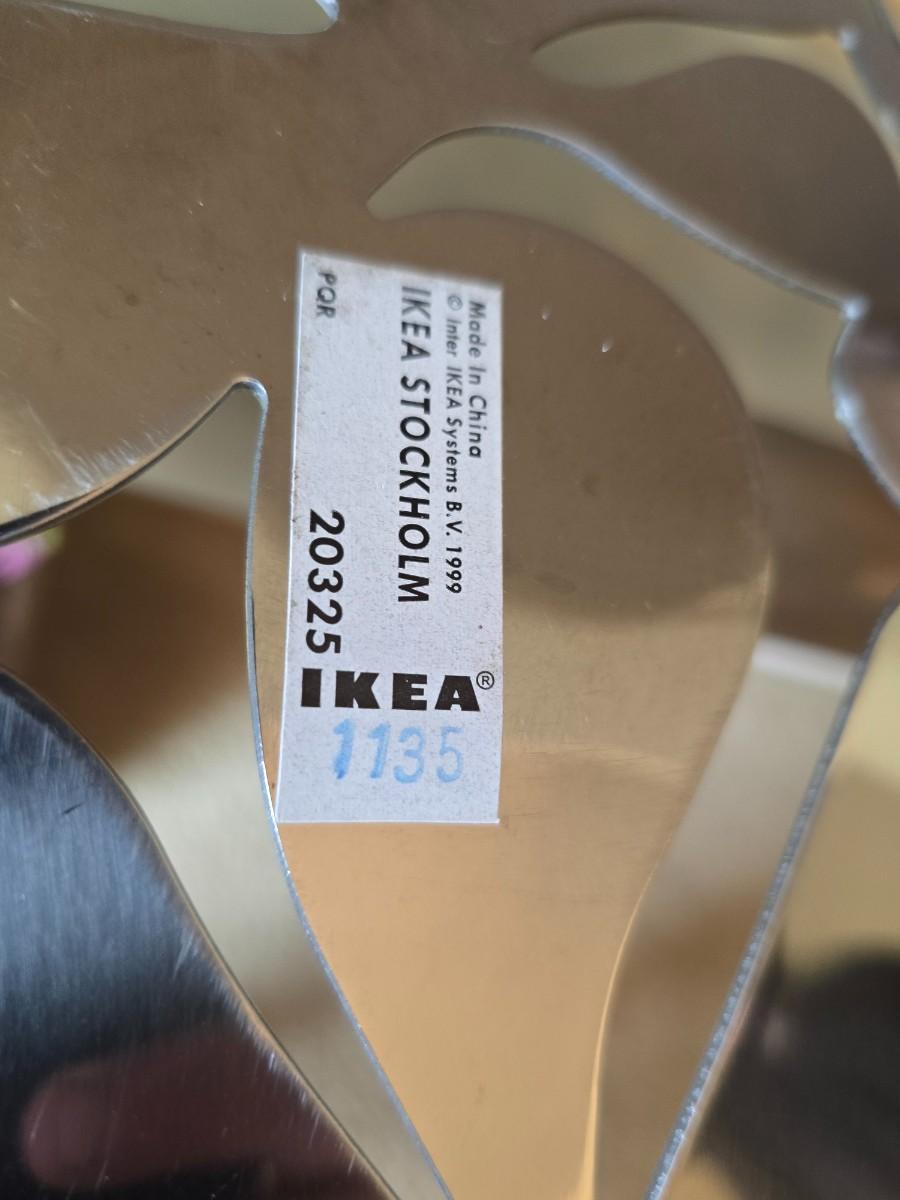 Made In China
© Inter IKEA Systems B.V. 1999
IKEA STOCKHOLM
PQR
20325
IKEA®
1135